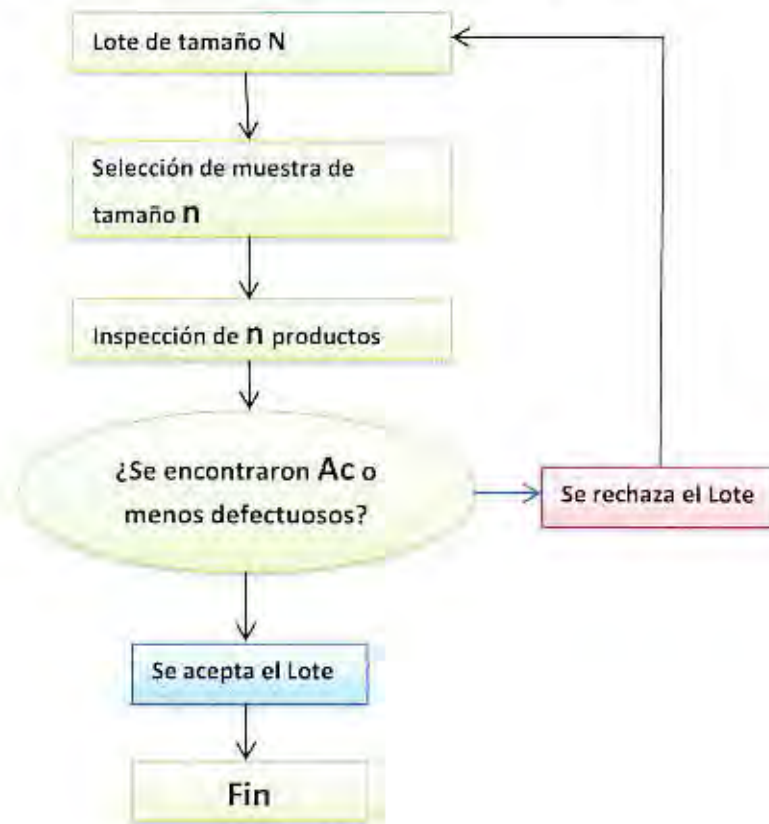 Lote de tamaño N
Selección de muestra de
tamaño n
Inspección de n productos
¿Se encontraron Ac o
menos defectuosos?
Se rechaza el Lote
Se acepta el Lote
Fin